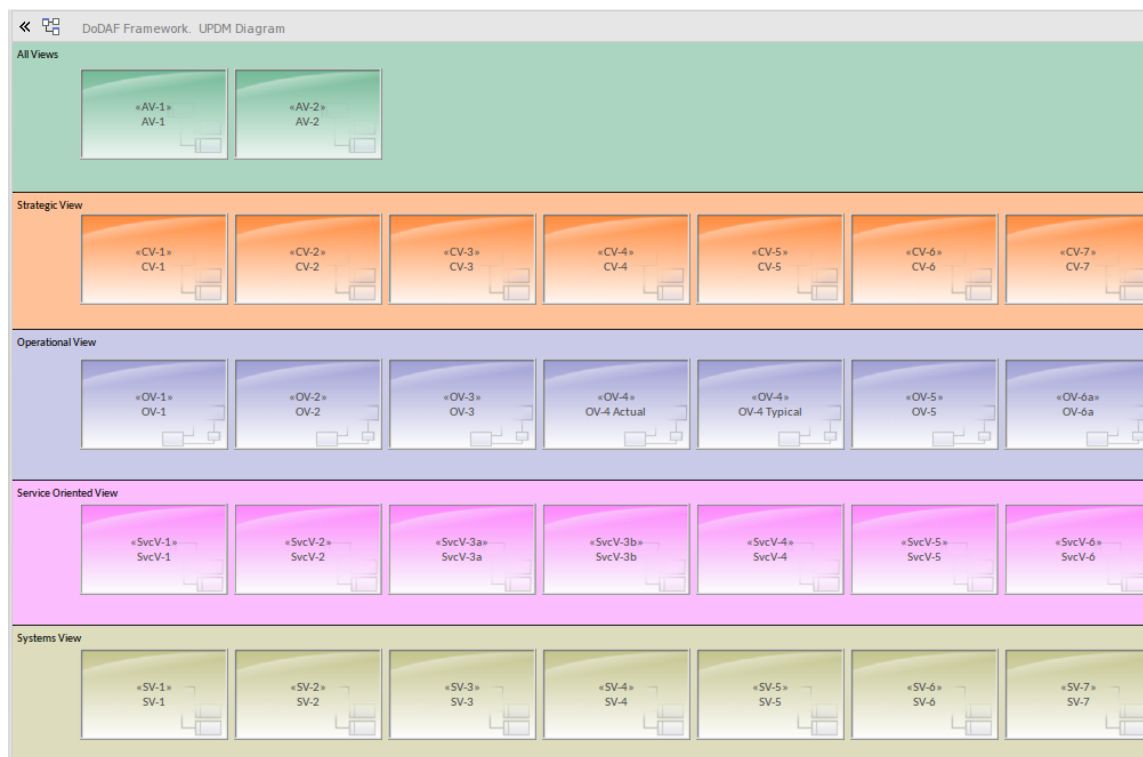 « DoDAF Framework. UPDM Diagram
All Views
«AV-1» «AV-2»
AV-1 AV-2
Strategic View
«CV-1» «CV-2» «CV-3» «CV-4» «CV-5» «CV-6» «CV-7»
CV-1 CV-2 CV-3 CV-4 CV-5 CV-6 CV-7
Operational View
«OV-1» «OV-2» «OV-3» «OV-4» «OV-4» «OV-5» «OV-6a»
OV-1 OV-2 OV-3 OV-4 Actual OV-4 Typical OV-5 OV-6a
Service Oriented View
«SvcV-1» «SvcV-2» «SvcV-3a» «SvcV-3b» «SvcV-4» «SvcV-5» «SvcV-6»
SvcV-1 SvcV-2 SvcV-3a SvcV-3b SvcV-4 SvcV-5 SvcV-6
Systems View
«SV-1» «SV-2» «SV-3» «SV-4» «SV-5» «SV-6» «SV-7»
SV-1 SV-2 SV-3 SV-4 SV-5 SV-6 SV-7